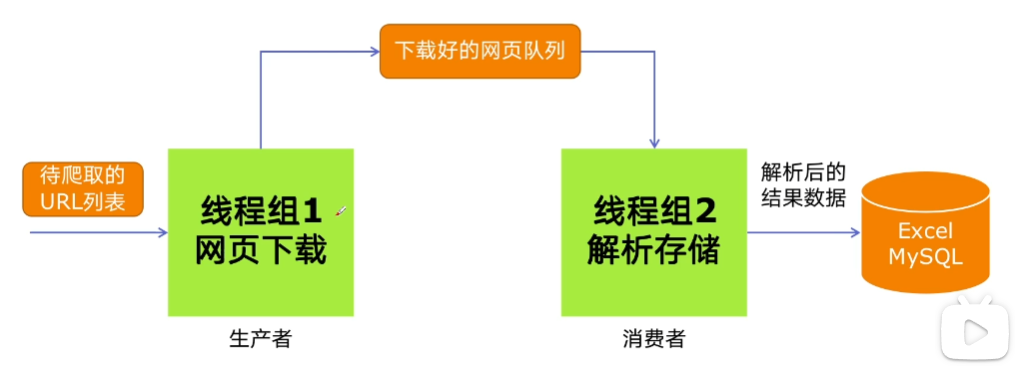 下载好的网页队列
待爬取的
URL列表
线程组1
网页下载
生产者
线程组2
解析存储
消费者
解析后的
结果数据
Excel
MySQL